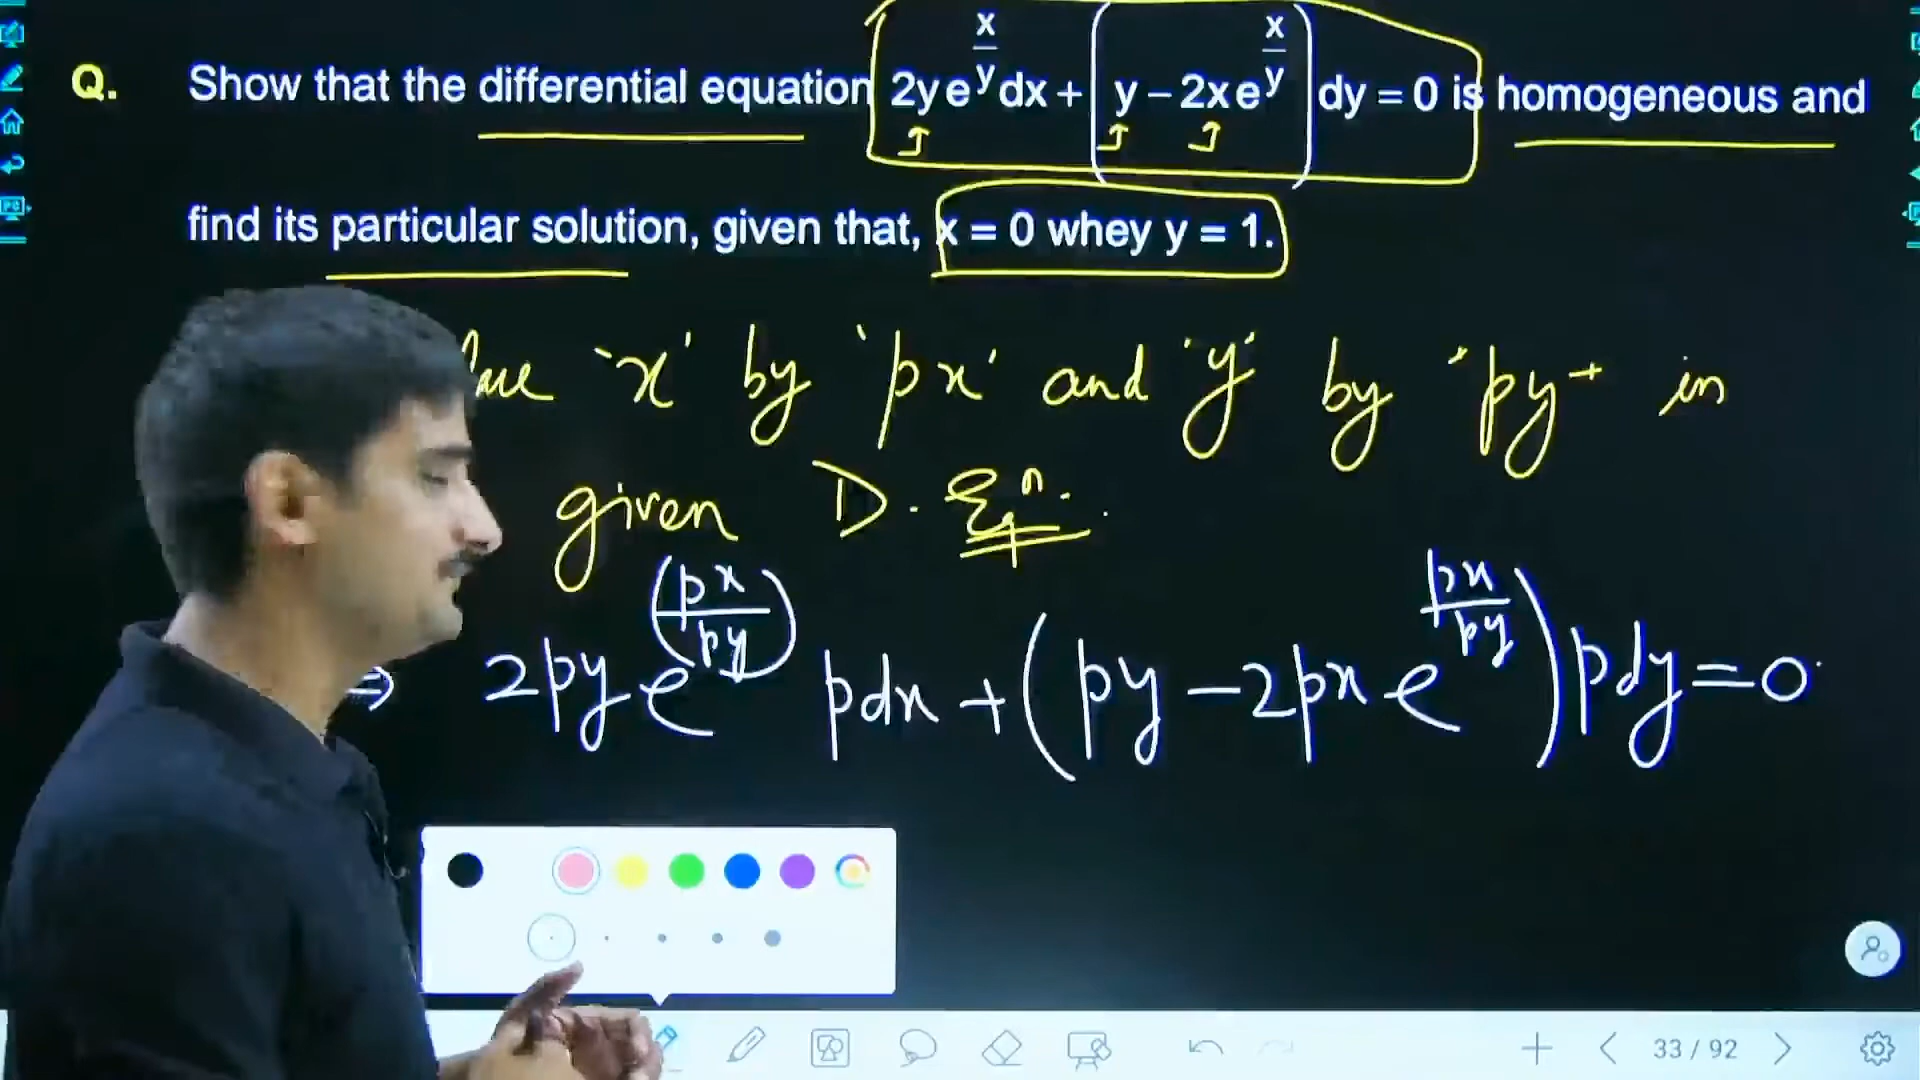 Q. Show that the differential equation 2y e^(x/y) dx + (y – 2x e^(x/y)) dy = 0 is homogeneous and
find its particular solution, given that, x = 0 whey y = 1.
'x' by 'px' and 'y' by 'py' in
given D. Eqn.
⇒ 2py e^(px/py) pdx + (py – 2px e^(px/py)) pdy = 0
33 / 92